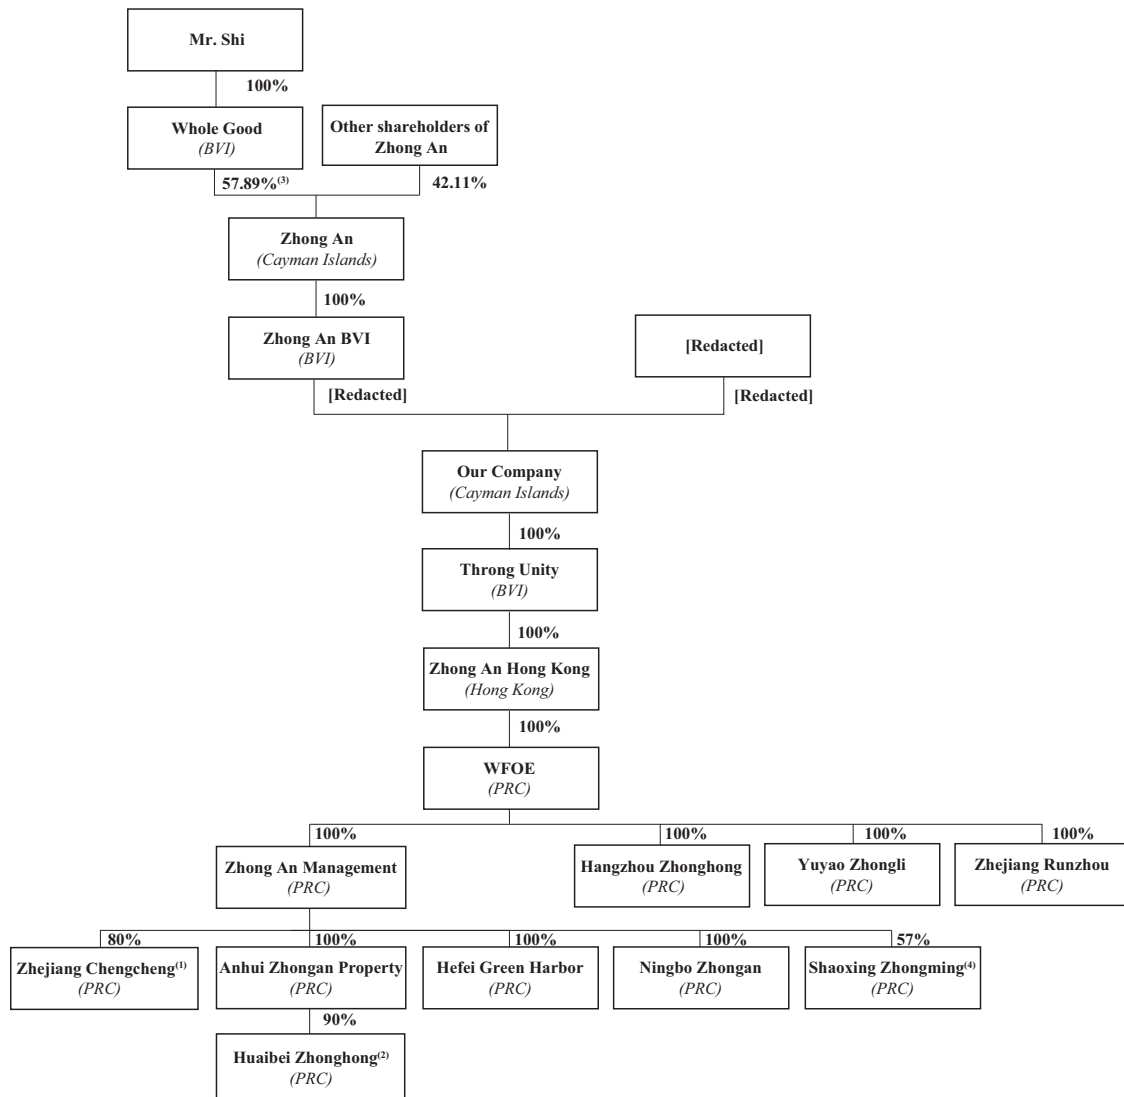 Mr. Shi
100%
Whole Good
(BVI)
Other shareholders of
Zhong An
57.89%(3)
42.11%
Zhong An
(Cayman Islands)
100%
Zhong An BVI
(BVI)
[Redacted]
[Redacted]
[Redacted]
Our Company
(Cayman Islands)
100%
Throng Unity
(BVI)
100%
Zhong An Hong Kong
(Hong Kong)
100%
WFOE
(PRC)
100%
100%
100%
100%
Zhong An Management
(PRC)
Hangzhou Zhonghong
(PRC)
Yuyao Zhongli
(PRC)
Zhejiang Runzhou
(PRC)
80%
100%
100%
100%
57%
Zhejiang Chengcheng(1)
(PRC)
Anhui Zhongan Property
(PRC)
Hefei Green Harbor
(PRC)
Ningbo Zhongan
(PRC)
Shaoxing Zhongming(4)
(PRC)
90%
Huaibei Zhonghong(2)
(PRC)